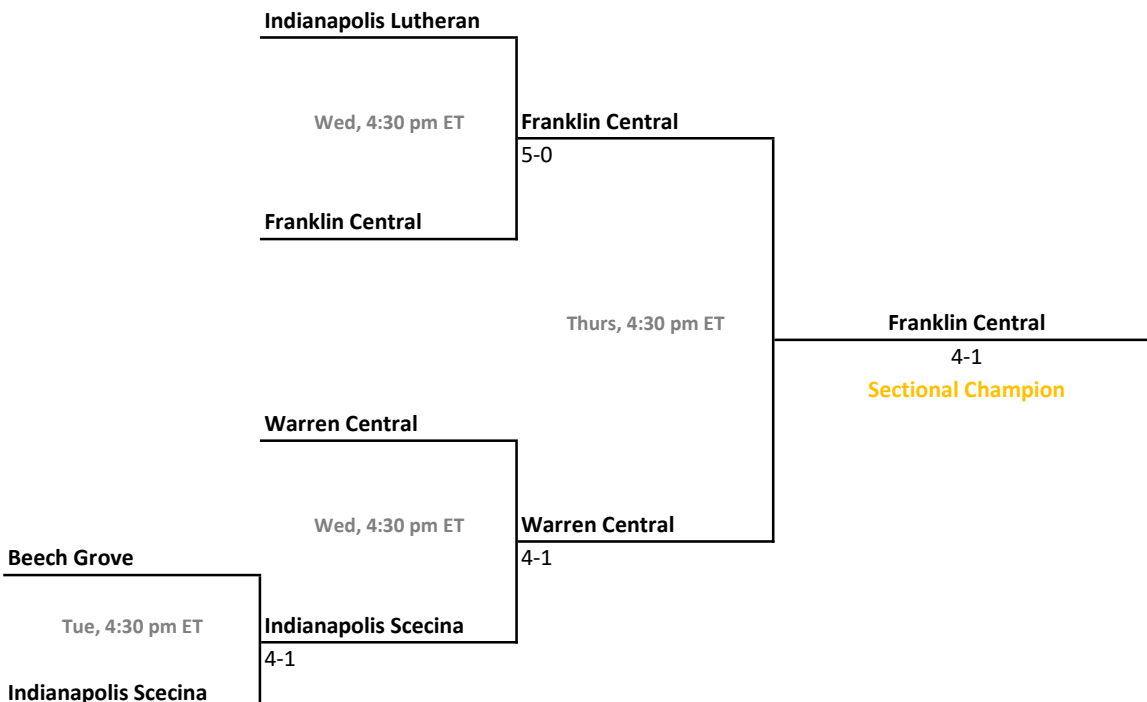 Indianapolis Lutheran
Wed, 4:30 pm ET
Franklin Central
5-0
Franklin Central
Thurs, 4:30 pm ET
Franklin Central
4-1
Sectional Champion
Warren Central
Wed, 4:30 pm ET
Warren Central
4-1
Beech Grove
Tue, 4:30 pm ET
Indianapolis Scecina
4-1
Indianapolis Scecina